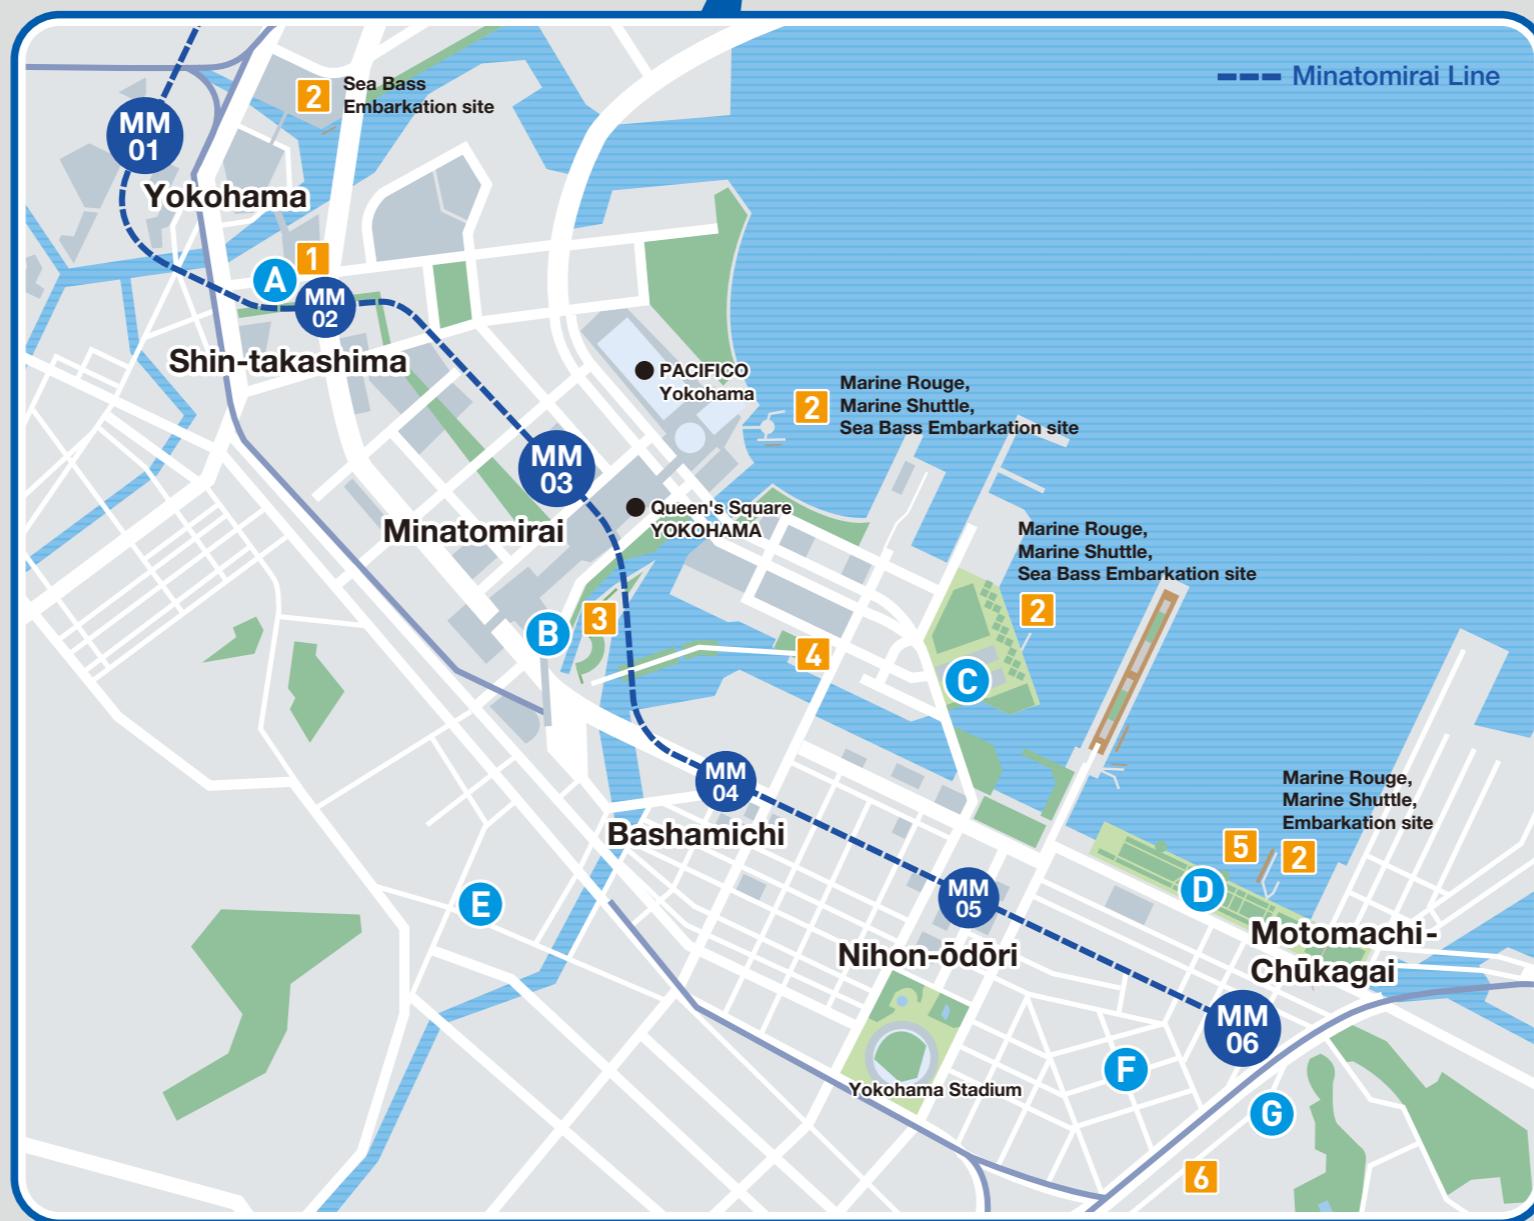 Minatomirai Line
2
Sea Bass
Embarkation site
MM
01
Yokohama
A
1
MM
02
Shin-takashima
PACIFICO
Yokohama
2
Marine Rouge,
Marine Shuttle,
Sea Bass Embarkation site
MM
03
Minatomirai
Queen's Square
YOKOHAMA
Marine Rouge,
Marine Shuttle,
Sea Bass Embarkation site
2
B
3
4
C
MM
04
Bashamichi
Marine Rouge,
Marine Shuttle,
Embarkation site
5
2
D
E
MM
05
Nihon-ōdōri
Motomachi-
Chūkagai
MM
06
Yokohama Stadium
F
G
6